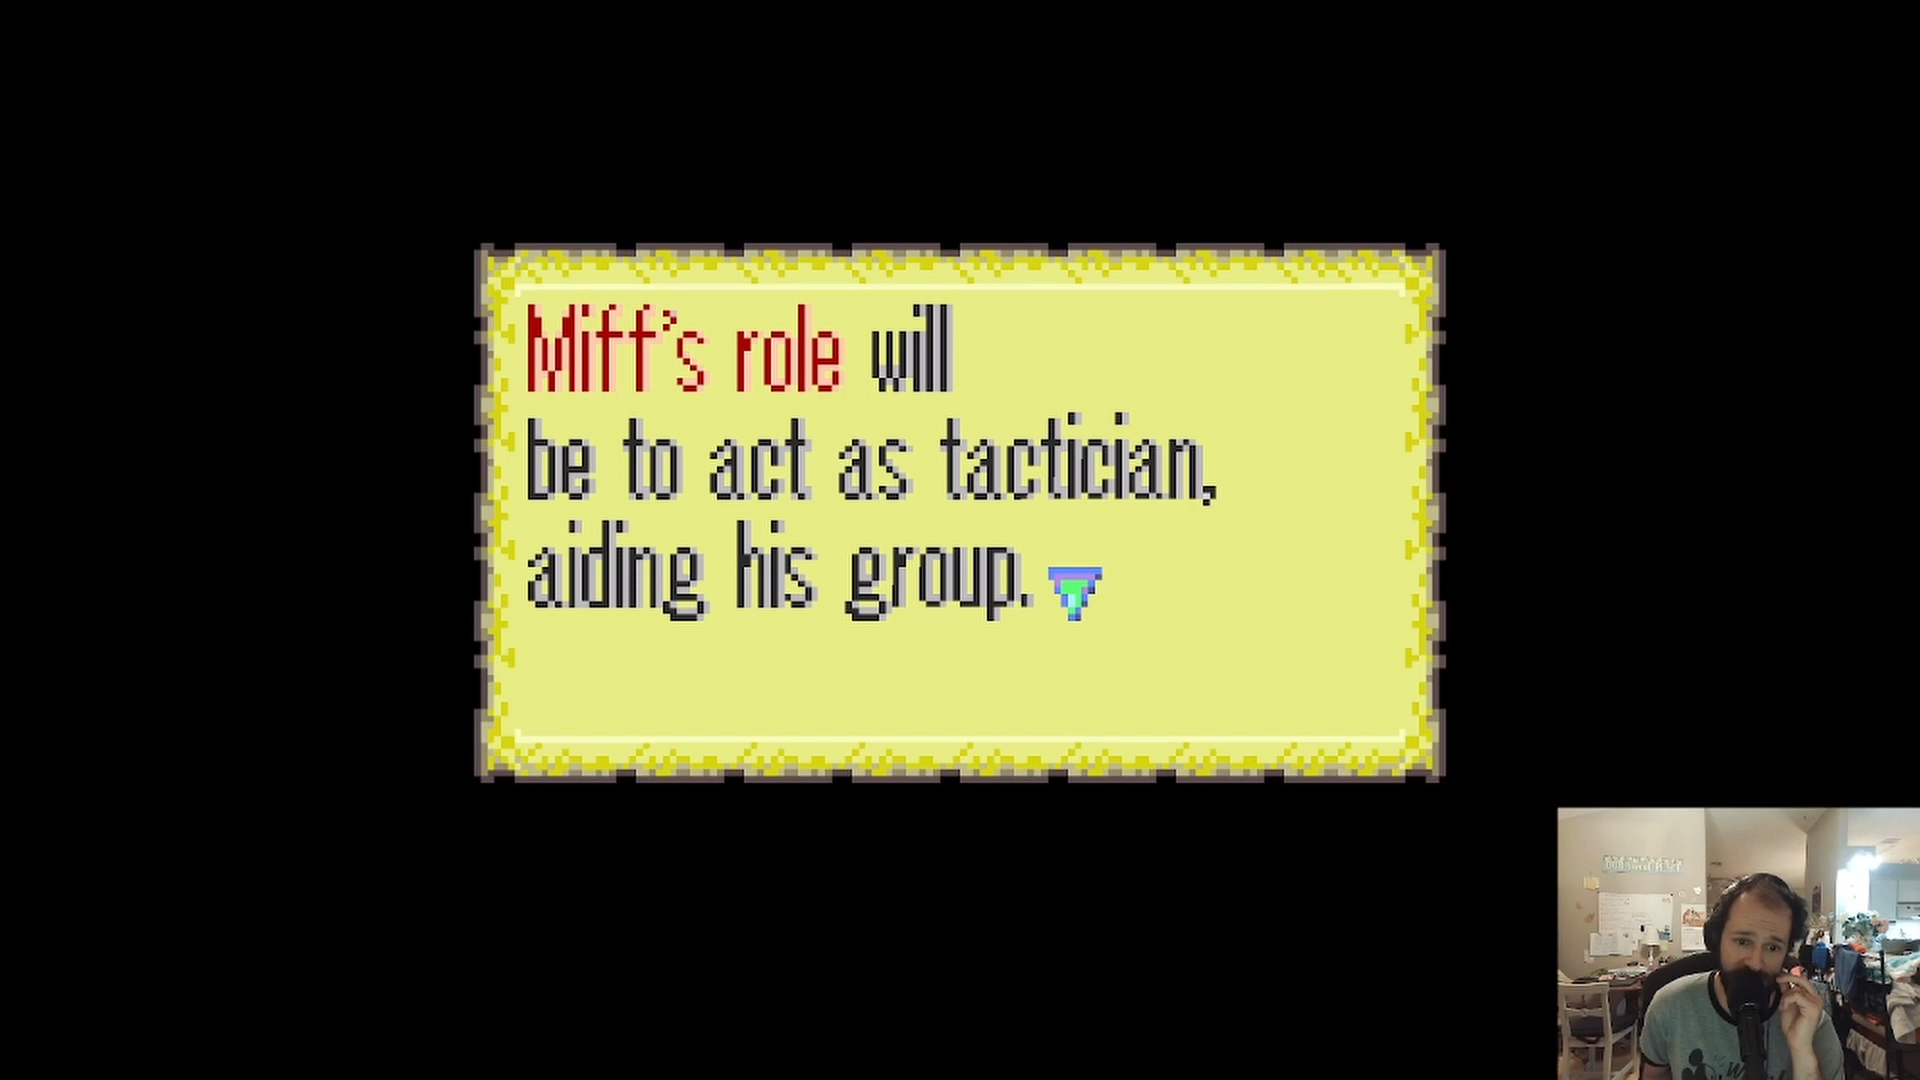 Miff's role will
be to act as tactician,
aiding his group.